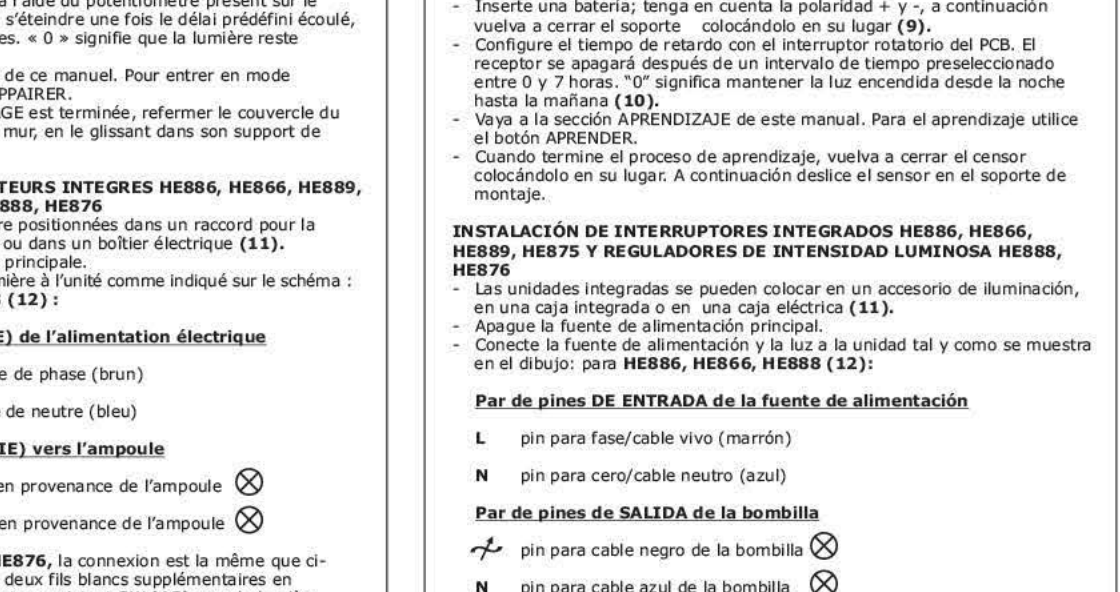 s'éteindre une fois le délai prédéfini écoulé,
es. « 0 » signifie que la lumière reste
de ce manuel. Pour entrer en mode
PPAIRER.
GE est terminée, refermer le couvercle du
mur, en le glissant dans son support de
TEURS INTEGRES HE886, HE866, HE889,
888, HE876
re positionnées dans un raccord pour la
ou dans un boîtier électrique (11).
principale.
mière à l'unité comme indiqué sur le schéma :
(12) :
E) de l'alimentation électrique
e de phase (brun)
de neutre (bleu)
IE) vers l'ampoule
en provenance de l'ampoule
en provenance de l'ampoule
HE876, la connexion est la même que ci-
deux fils blancs supplémentaires en
- Inserte una batería; tenga en cuenta la polaridad + y -, a continuación
vuelva a cerrar el soporte colocándolo en su lugar (9).
- Configure el tiempo de retardo con el interruptor rotatorio del PCB. El
receptor se apagará después de un intervalo de tiempo preseleccionado
entre 0 y 7 horas. "0" significa mantener la luz encendida desde la noche
hasta la mañana (10).
- Vaya a la sección APRENDIZAJE de este manual. Para el aprendizaje utilice
el botón APRENDER.
- Cuando termine el proceso de aprendizaje, vuelva a cerrar el censor
colocándolo en su lugar. A continuación deslice el sensor en el soporte de
montaje.
INSTALACIÓN DE INTERRUPTORES INTEGRADOS HE886, HE866,
HE889, HE875 Y REGULADORES DE INTENSIDAD LUMINOSA HE888,
HE876
- Las unidades integradas se pueden colocar en un accesorio de iluminación,
en una caja integrada o en una caja eléctrica (11).
- Apague la fuente de alimentación principal.
- Conecte la fuente de alimentación y la luz a la unidad tal y como se muestra
en el dibujo: para HE886, HE866, HE888 (12):
Par de pines DE ENTRADA de la fuente de alimentación
L pin para fase/cable vivo (marrón)
N pin para cero/cable neutro (azul)
Par de pines de SALIDA de la bombilla
pin para cable negro de la bombilla
N pin para cable azul de la bombilla